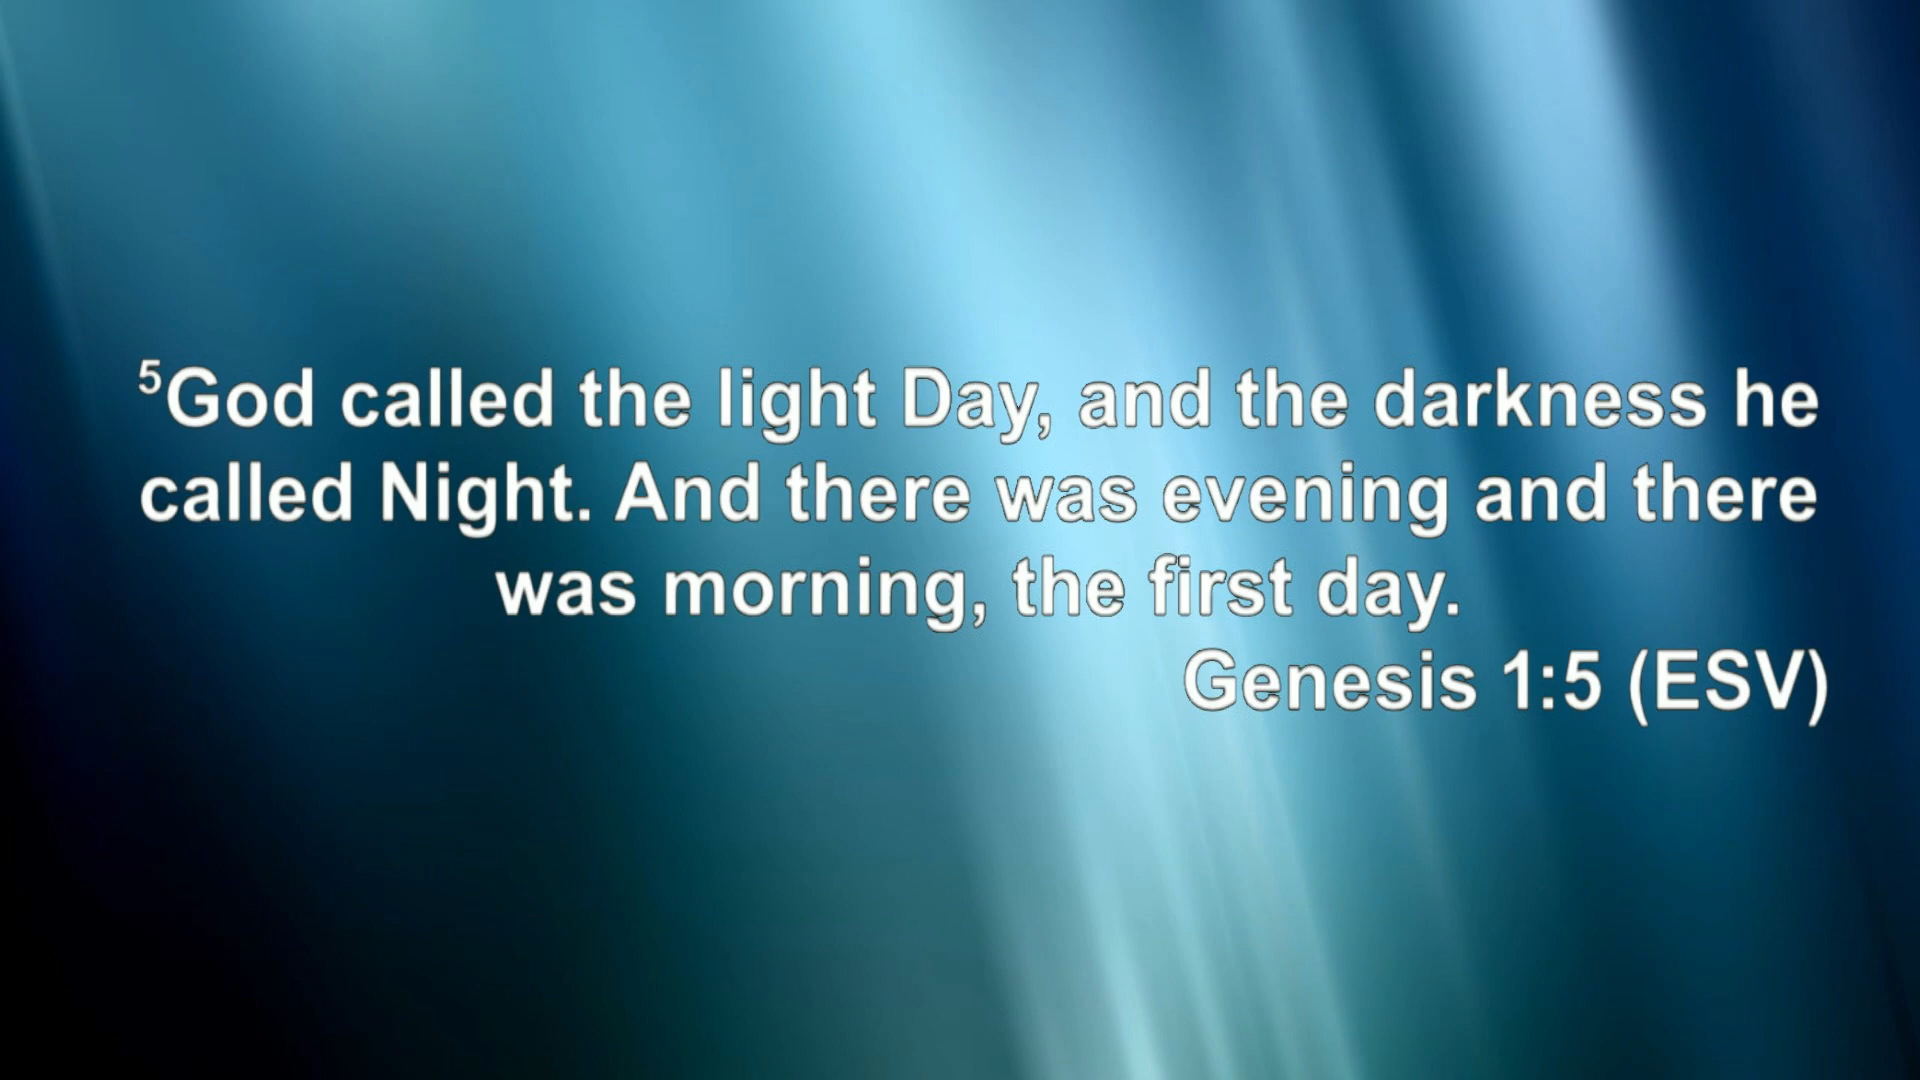 ⁵God called the light Day, and the darkness he
called Night. And there was evening and there
was morning, the first day.
Genesis 1:5 (ESV)